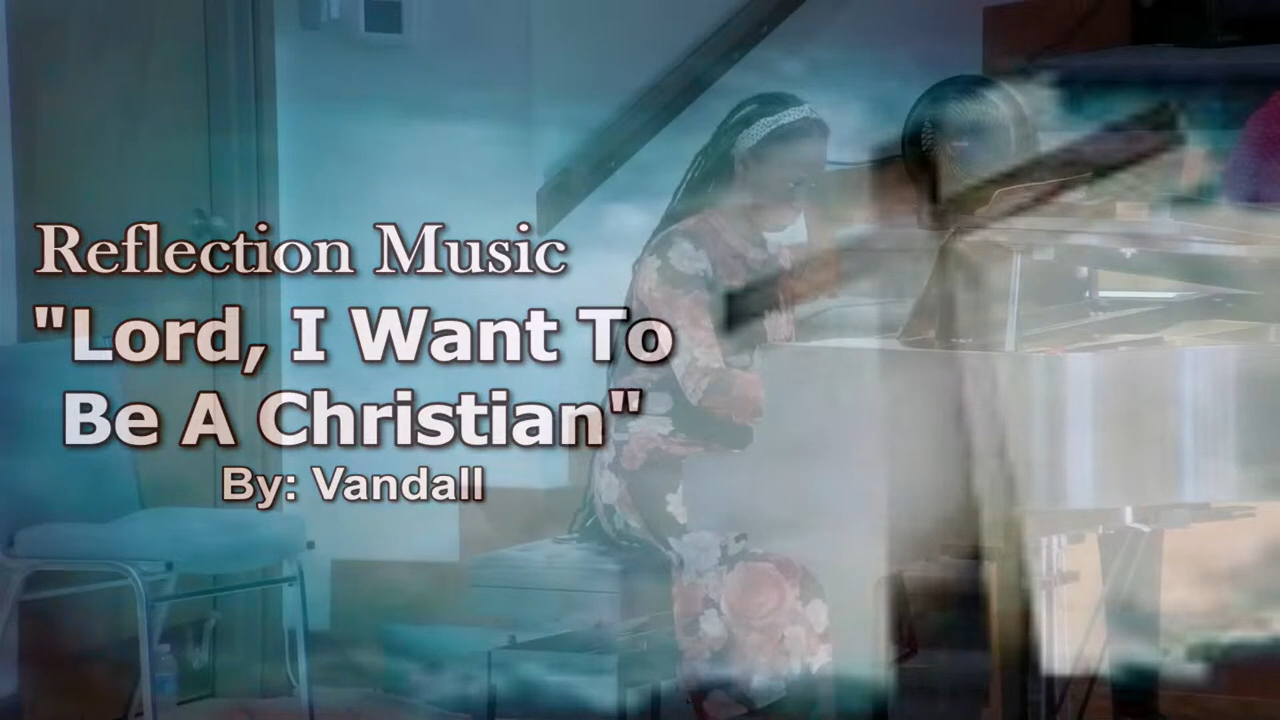 Reflection Music
"Lord, I Want To
Be A Christian"
By: Vandall